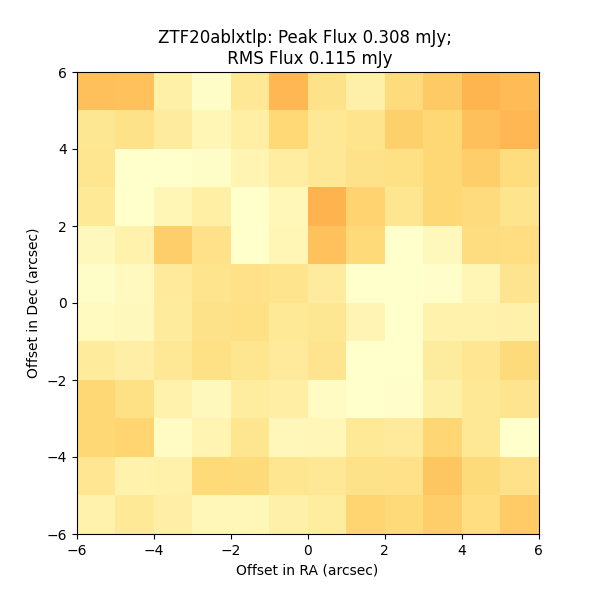 ZTF20ablxtlp: Peak Flux 0.308 mJy;
RMS Flux 0.115 mJy
6
4
2
0
−2
−4
−6
Offset in Dec (arcsec)
−6 −4 −2 0 2 4 6
Offset in RA (arcsec)